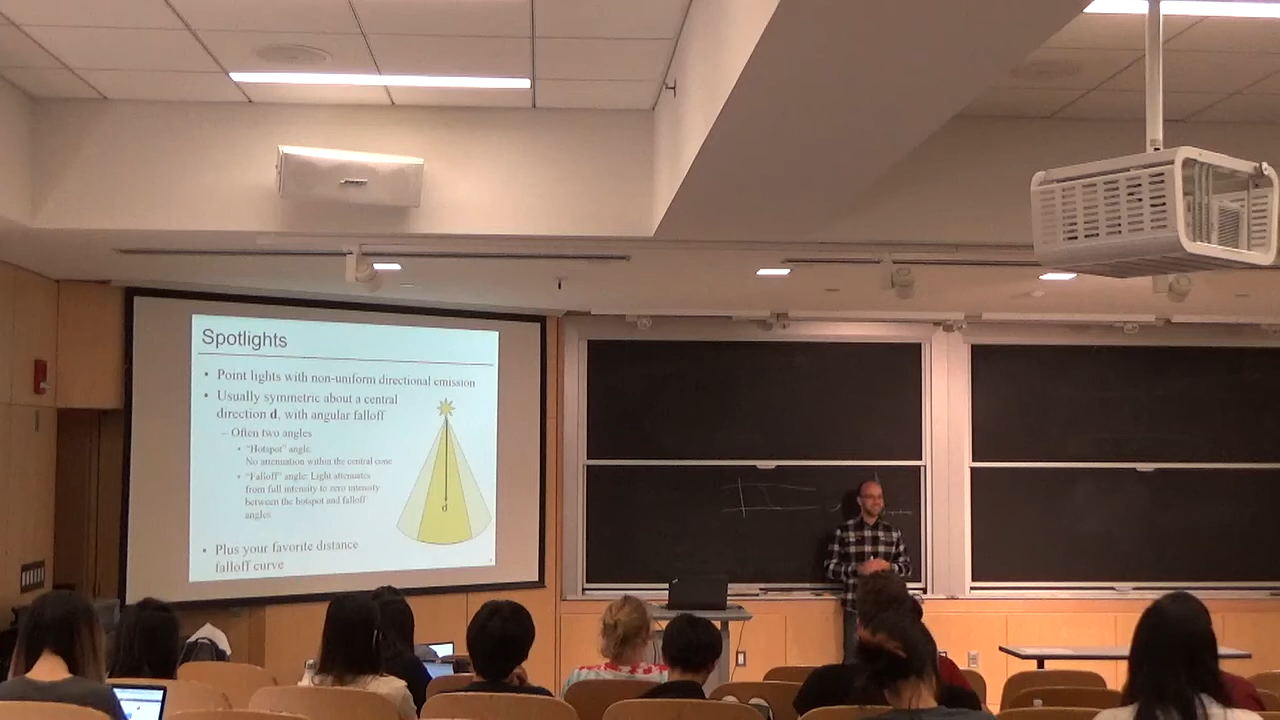 Spotlights
• Point lights with non-uniform directional emission
• Usually symmetric about a central
direction d, with angular falloff
– Often two angles
• "Hotspot" angle:
No attenuation within the central cone
• "Falloff" angle: Light attenuates
from full intensity to zero intensity
between the hotspot and falloff
angles
d
• Plus your favorite distance
falloff curve